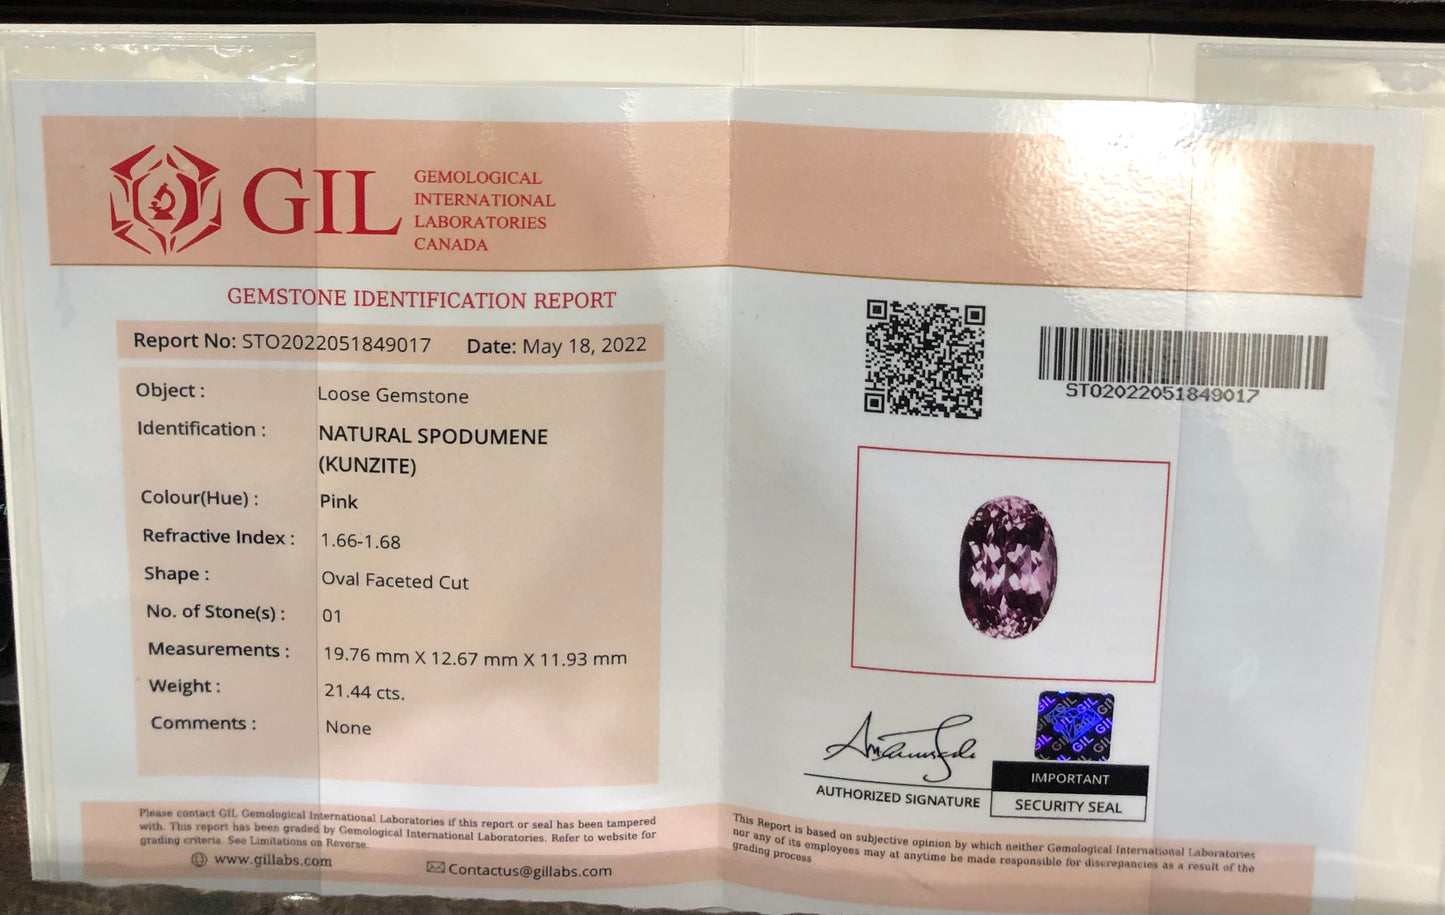 GIL
GEMOLOGICAL
INTERNATIONAL
LABORATORIES
CANADA
GEMSTONE IDENTIFICATION REPORT
Report No: STO2022051849017 Date: May 18, 2022
Object : Loose Gemstone
Identification : NATURAL SPODUMENE
(KUNZITE)
Colour(Hue) : Pink
Refractive Index : 1.66-1.68
Shape : Oval Faceted Cut
No. of Stone(s) : 01
Measurements : 19.76 mm X 12.67 mm X 11.93 mm
Weight : 21.44 cts.
Comments : None
Please contact GIL Gemological International Laboratories if this report or seal has been tampered
with. This report has been graded by Gemological International Laboratories. Refer to website for
grading criteria. See Limitations on Reverse.
www.gillabs.com Contactus@gillabs.com
STO2022051849017
GIL GIL GIL GIL
AUTHORIZED SIGNATURE
IMPORTANT
SECURITY SEAL
This Report is based on subjective opinion by which neither Gemological International Laboratories
nor any of its employees may at anytime be made responsible for discrepancies as a result of the
grading process